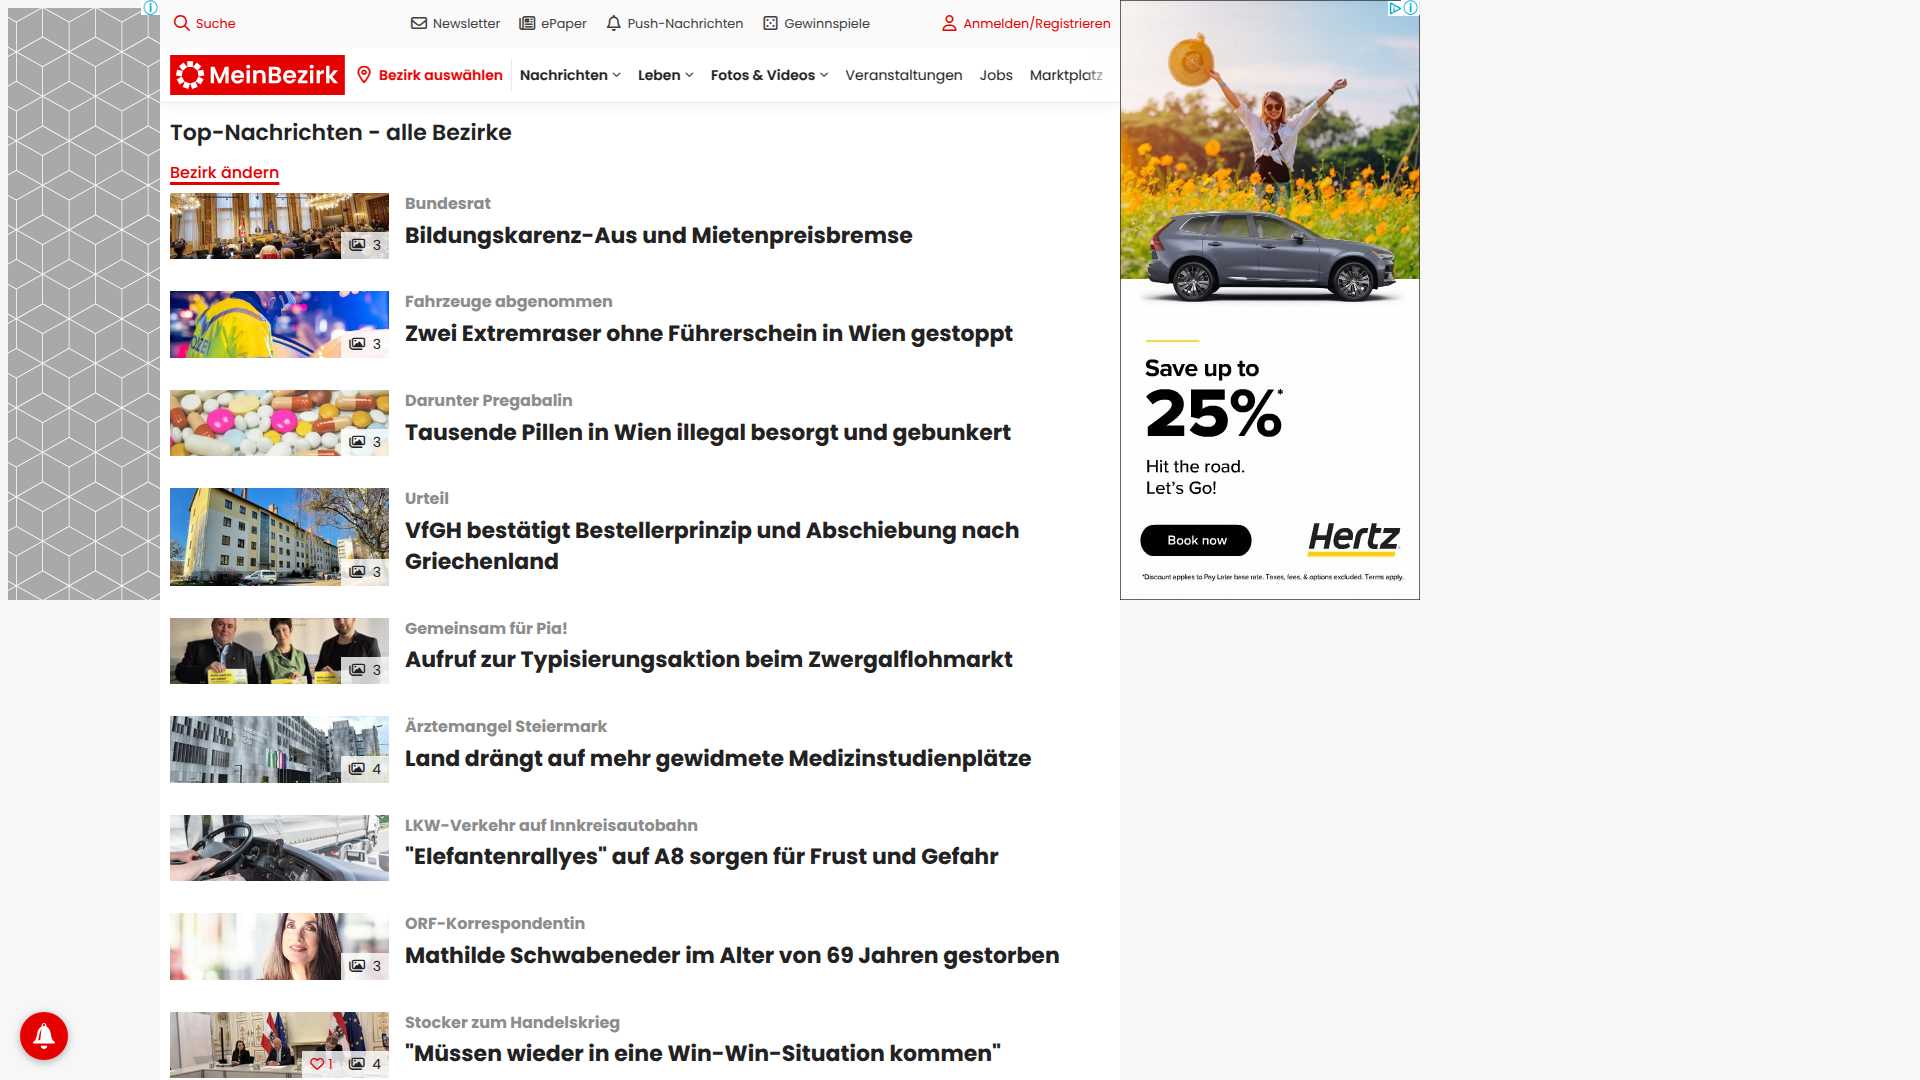 Suche
Newsletter
ePaper
Push-Nachrichten
Gewinnspiele
Anmelden/Registrieren
MeinBezirk
Bezirk auswählen
Nachrichten
Leben
Fotos & Videos
Veranstaltungen
Jobs
Marktplatz
Top-Nachrichten - alle Bezirke
Bezirk ändern
3
Bundesrat
Bildungskarenz-Aus und Mietenpreisbremse
3
Fahrzeuge abgenommen
Zwei Extremraser ohne Führerschein in Wien gestoppt
3
Darunter Pregabalin
Tausende Pillen in Wien illegal besorgt und gebunkert
3
Urteil
VfGH bestätigt Bestellerprinzip und Abschiebung nach
Griechenland
3
Gemeinsam für Pia!
Aufruf zur Typisierungsaktion beim Zwergalflohmarkt
4
Ärztemangel Steiermark
Land drängt auf mehr gewidmete Medizinstudienplätze
LKW-Verkehr auf Innkreisautobahn
"Elefantenrallyes" auf A8 sorgen für Frust und Gefahr
3
ORF-Korrespondentin
Mathilde Schwabeneder im Alter von 69 Jahren gestorben
1 4
Stocker zum Handelskrieg
"Müssen wieder in eine Win-Win-Situation kommen"
Save up to
25%*
Hit the road.
Let's Go!
Book now
Hertz
*Discount applies to Pay Later base rate. Taxes, fees, & options excluded. Terms apply.